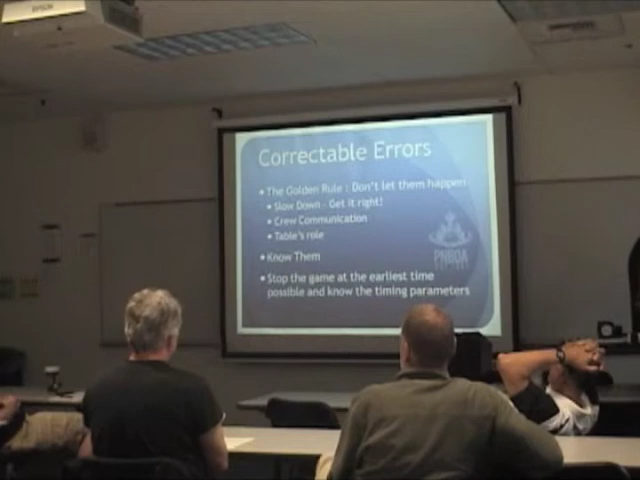 EPSON
Correctable Errors
• The Golden Rule : Don't let them happen
• Slow Down - Get it right!
• Crew Communication
• Table's role
• Know Them
• Stop the game at the earliest time
possible and know the timing parameters
PNBOA